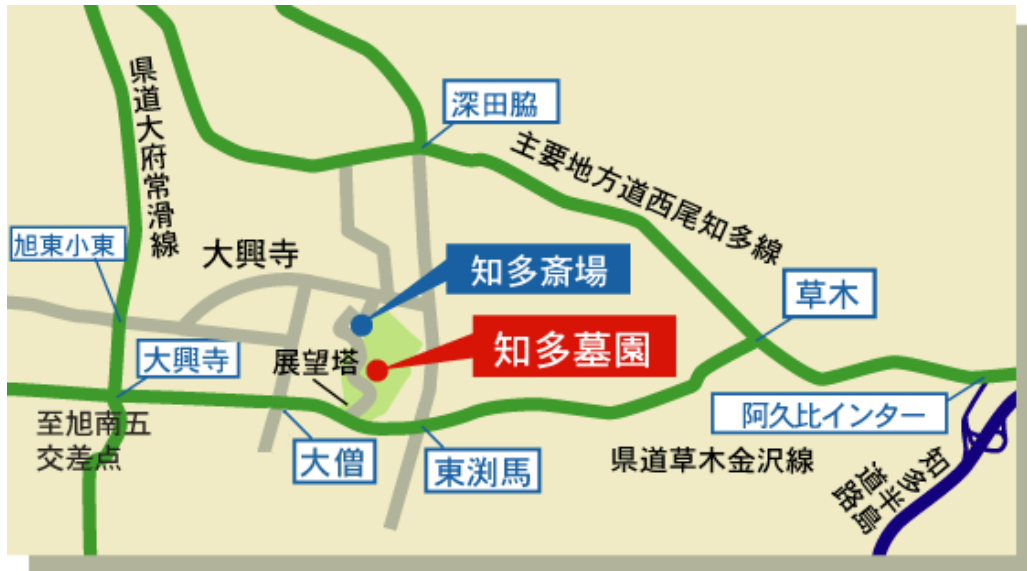 県道大府常滑線
深田脇
主要地方道西尾知多線
旭東小東
大興寺
知多斎場
草木
知多墓園
大興寺
展望塔
阿久比インター
至旭南五
交差点
大僧
東渕馬
県道草木金沢線
知多半島
道路